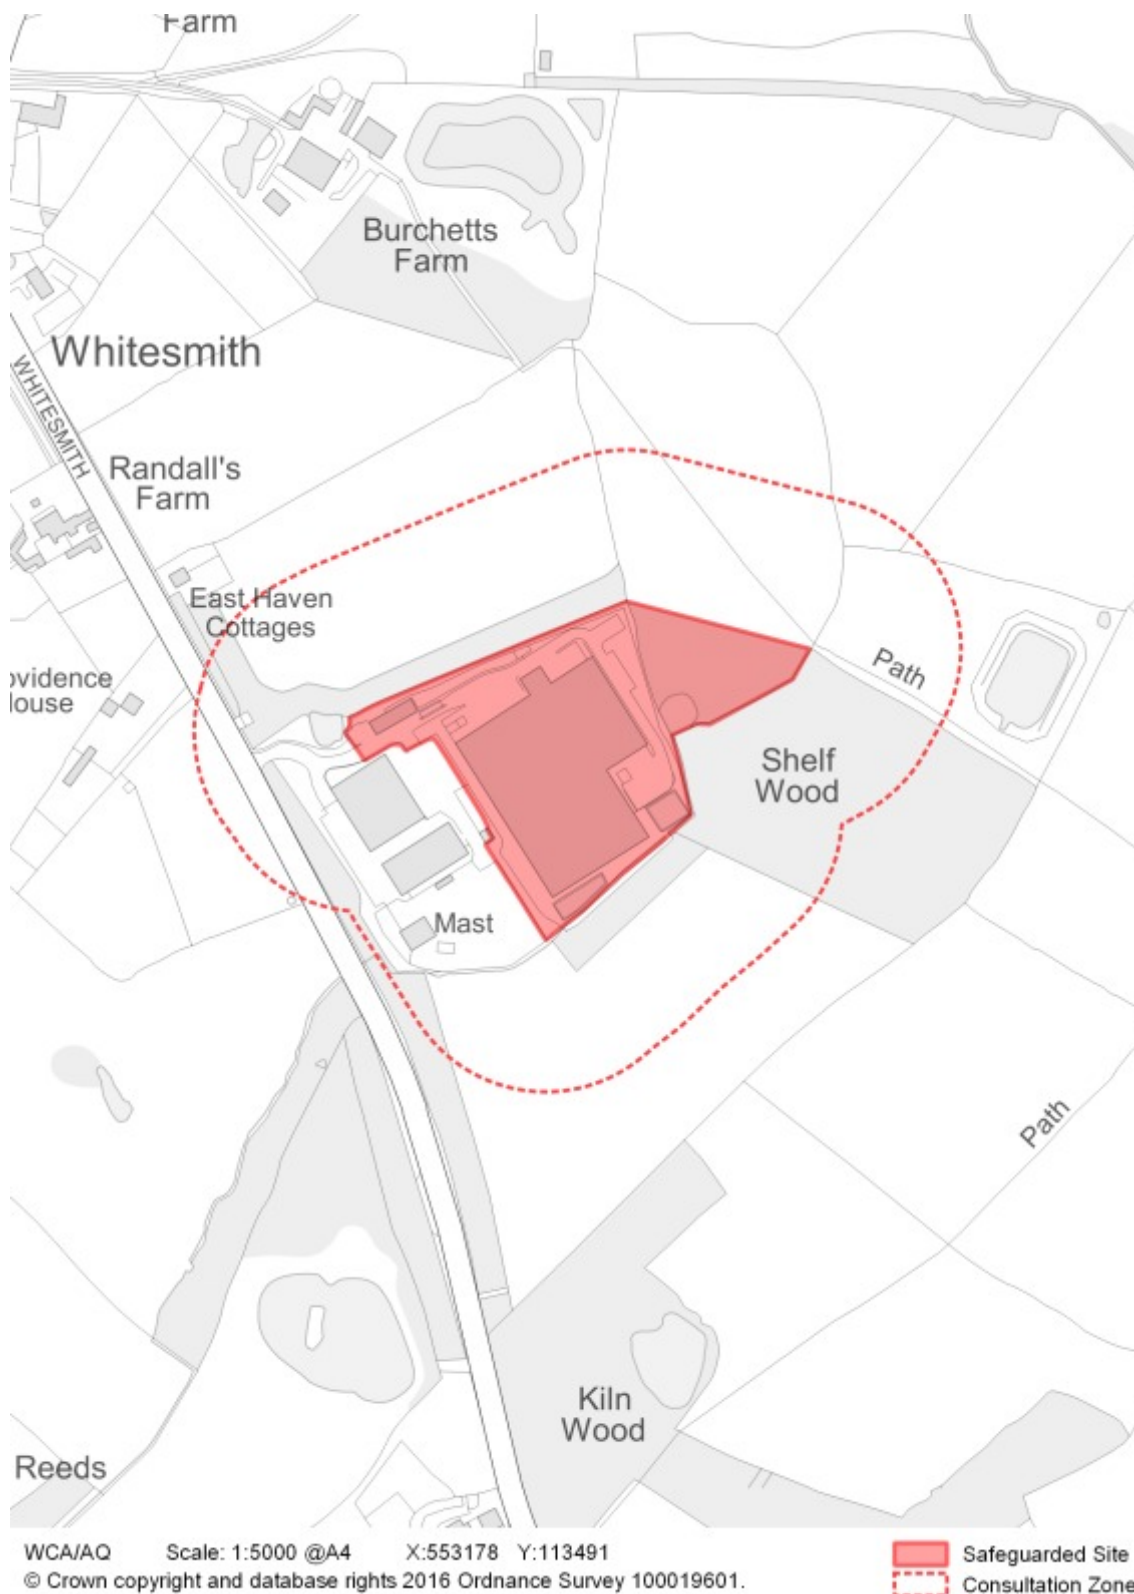 Farm
Burchetts
Farm
Whitesmith
WHITESMITH
Randall's
Farm
East Haven
Cottages
ovidence
ouse
Path
Shelf
Wood
Mast
Path
Kiln
Wood
Reeds
WCA/AQ Scale: 1:5000 @A4 X:553178 Y:113491
Safeguarded Site
© Crown copyright and database rights 2016 Ordnance Survey 100019601.
Consultation Zone